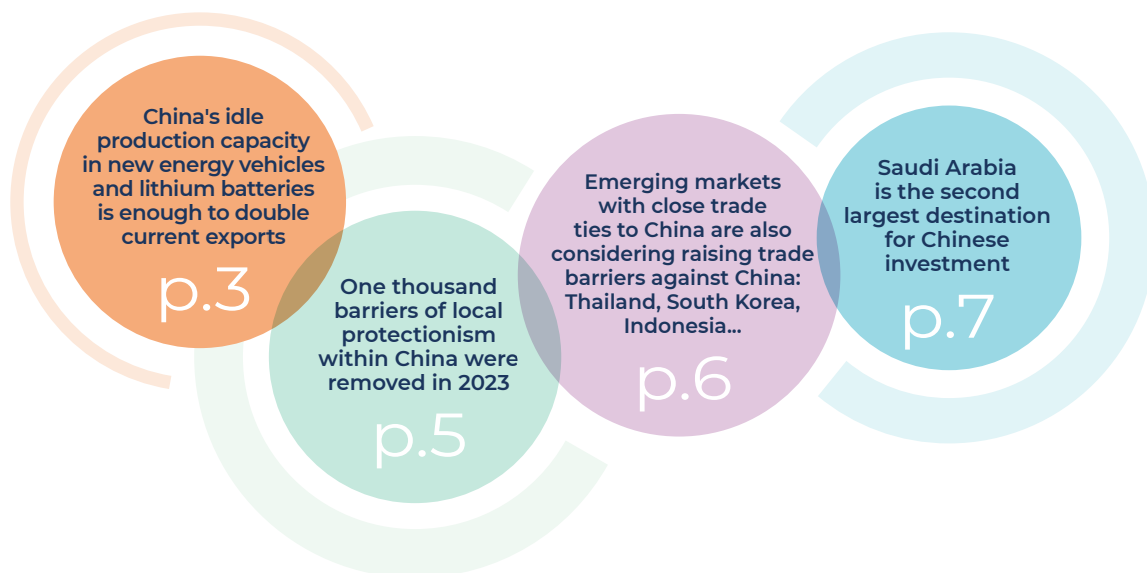 China's idle
production capacity
in new energy vehicles
and lithium batteries
is enough to double
current exports
p.3
One thousand
barriers of local
protectionism
within China were
removed in 2023
p.5
Emerging markets
with close trade
ties to China are also
considering raising trade
barriers against China:
Thailand, South Korea,
Indonesia...
p.6
Saudi Arabia
is the second
largest destination
for Chinese
investment
p.7